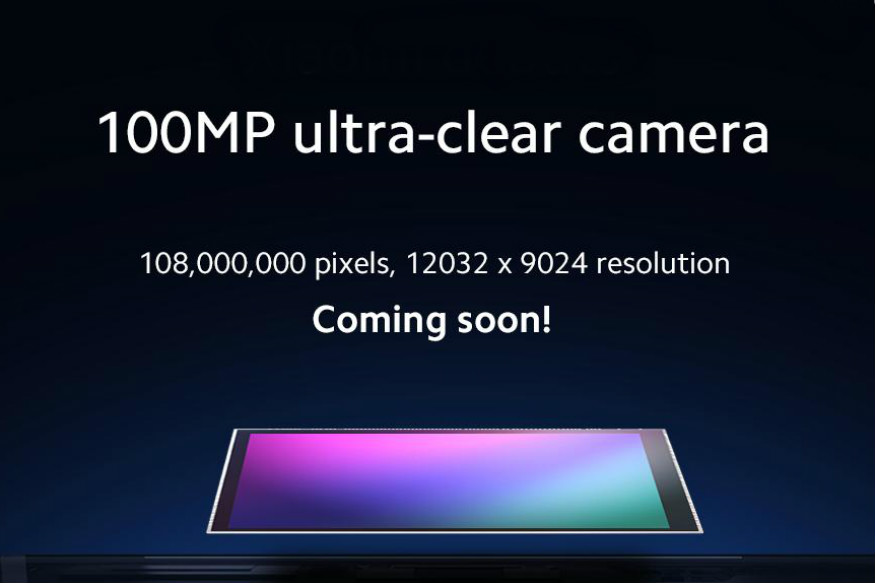 100MP ultra-clear camera
108,000,000 pixels, 12032 x 9024 resolution
Coming soon!